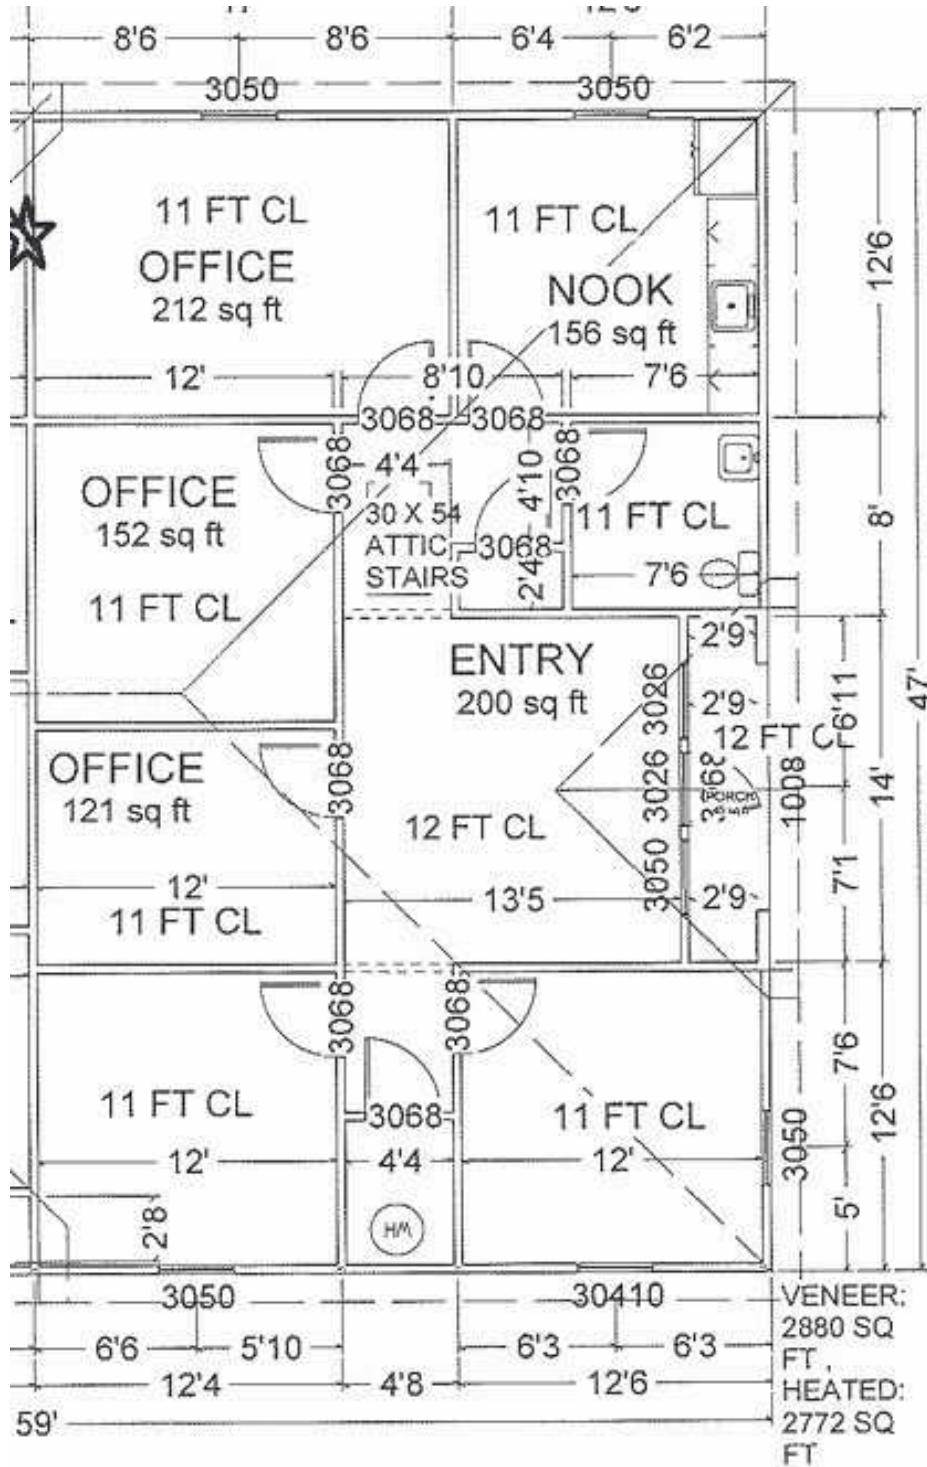 8'6
8'6
6'4
6'2
3050
3050
11 FT CL
OFFICE
212 sq ft
11 FT CL
NOOK
156 sq ft
12'6
12'
8'10
7'6
3068
3068
3068
3068
4'4
4'10
OFFICE
152 sq ft
11 FT CL
30 X 54
ATTIC
STAIRS
3068
2'4
11 FT CL
7'6
8'
47'
ENTRY
200 sq ft
2'9
3026
2'9
6'11
12 FT CL
OFFICE
121 sq ft
3068
3026
PORCH
1008
14'
12 FT CL
3050
7'1
12'
13'5
2'9
11 FT CL
3068
3068
7'6
11 FT CL
3068
11 FT CL
12'6
12'
4'4
12'
3050
2'8
WH
5'
3050
30410
VENEER:
2880 SQ
FT ,
HEATED:
2772 SQ
FT
6'6
5'10
6'3
6'3
12'4
4'8
12'6
59'